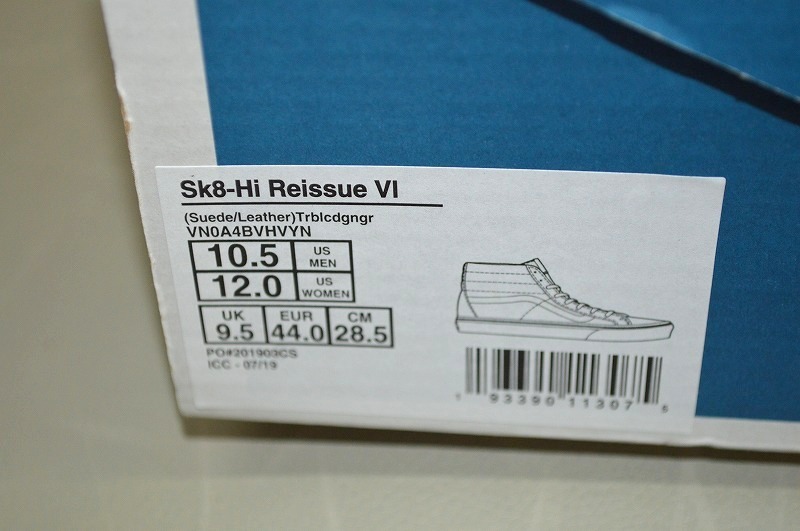 Sk8-Hi Reissue VI
(Suede/Leather)Trblcdgngr
VN0A4BVHVYN
10.5 US MEN
12.0 US WOMEN
UK EUR CM
9.5 44.0 28.5
PO#201903CS
ICC - 07/19
1 93390 11307 5